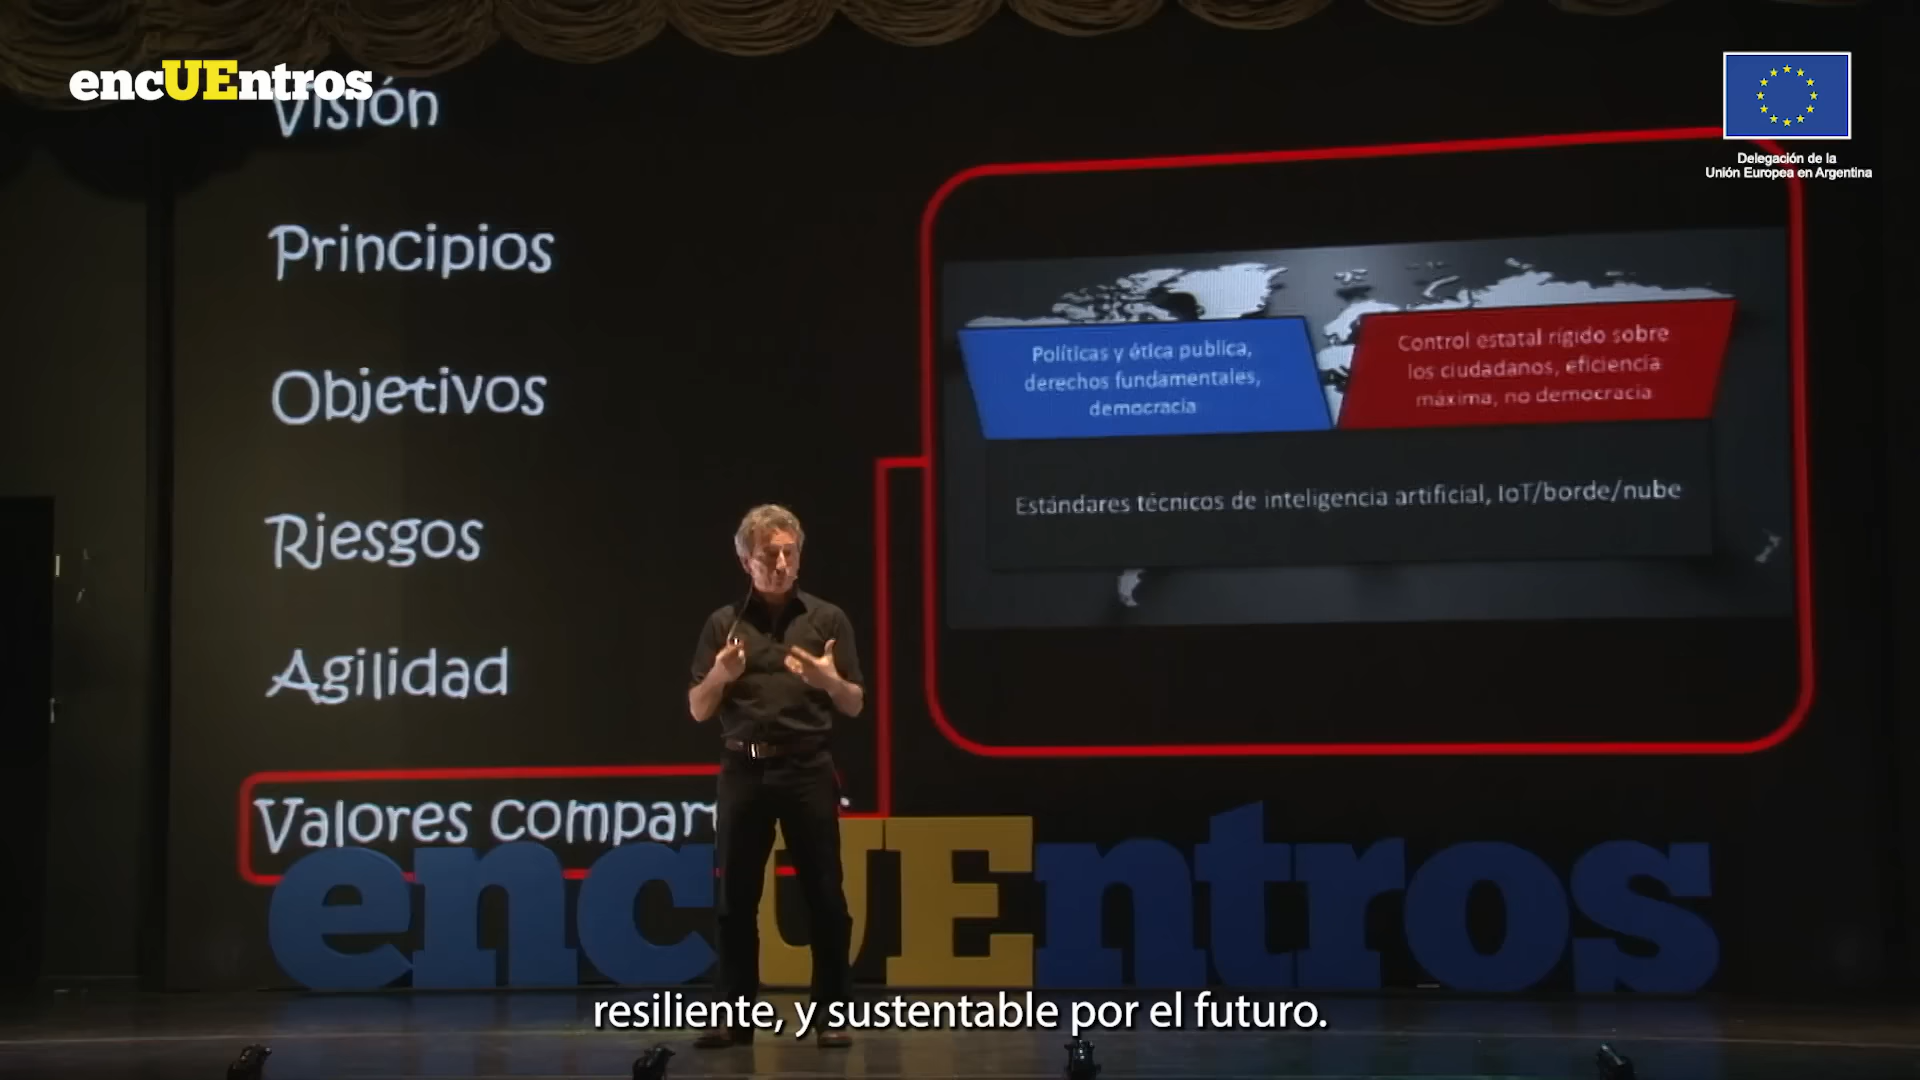 encUEntros
Visión
Delegación de la
Unión Europea en Argentina
Principios
Objetivos
Riesgos
Agilidad
Valores compar
Políticas y ética publica,
derechos fundamentales,
democracia
Control estatal rígido sobre
los ciudadanos, eficiencia
máxima, no democracia
Estándares técnicos de inteligencia artificial, IoT/borde/nube
encUEntros
resiliente, y sustentable por el futuro.